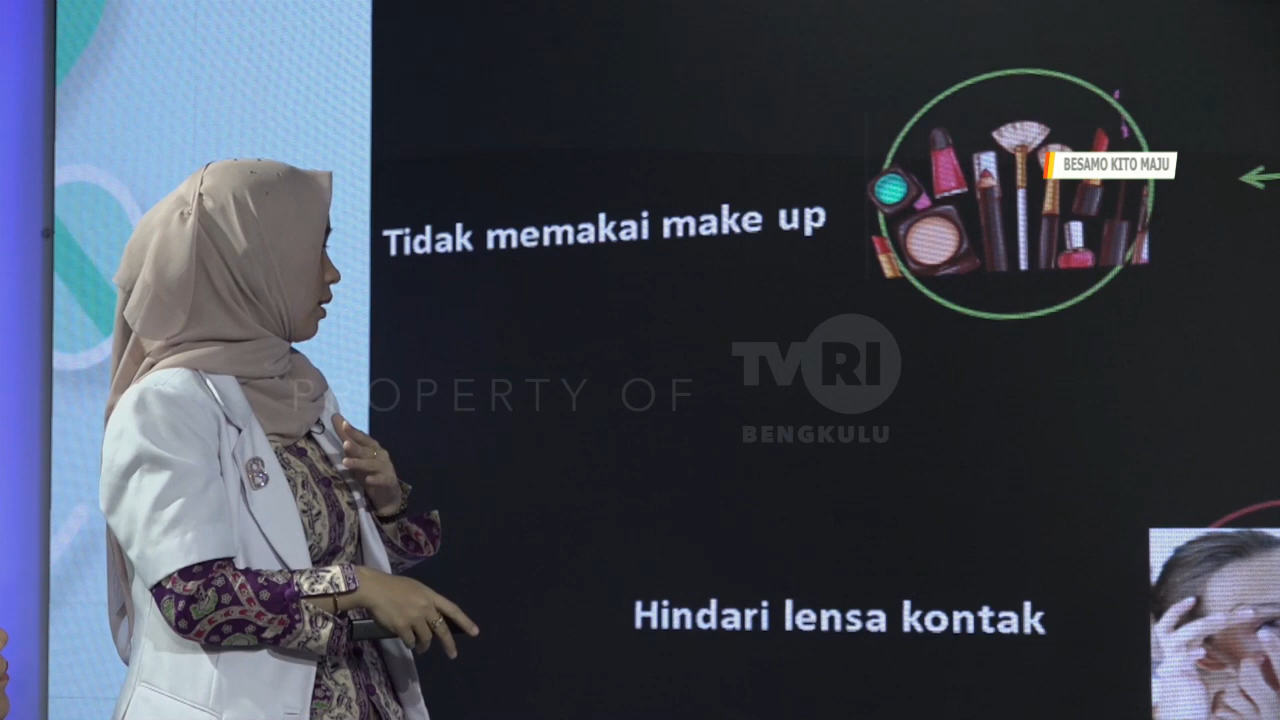 BESAMO KITO MAJU
Tidak memakai make up
PROPERTY OF
TVRI
BENGKULU
Hindari lensa kontak